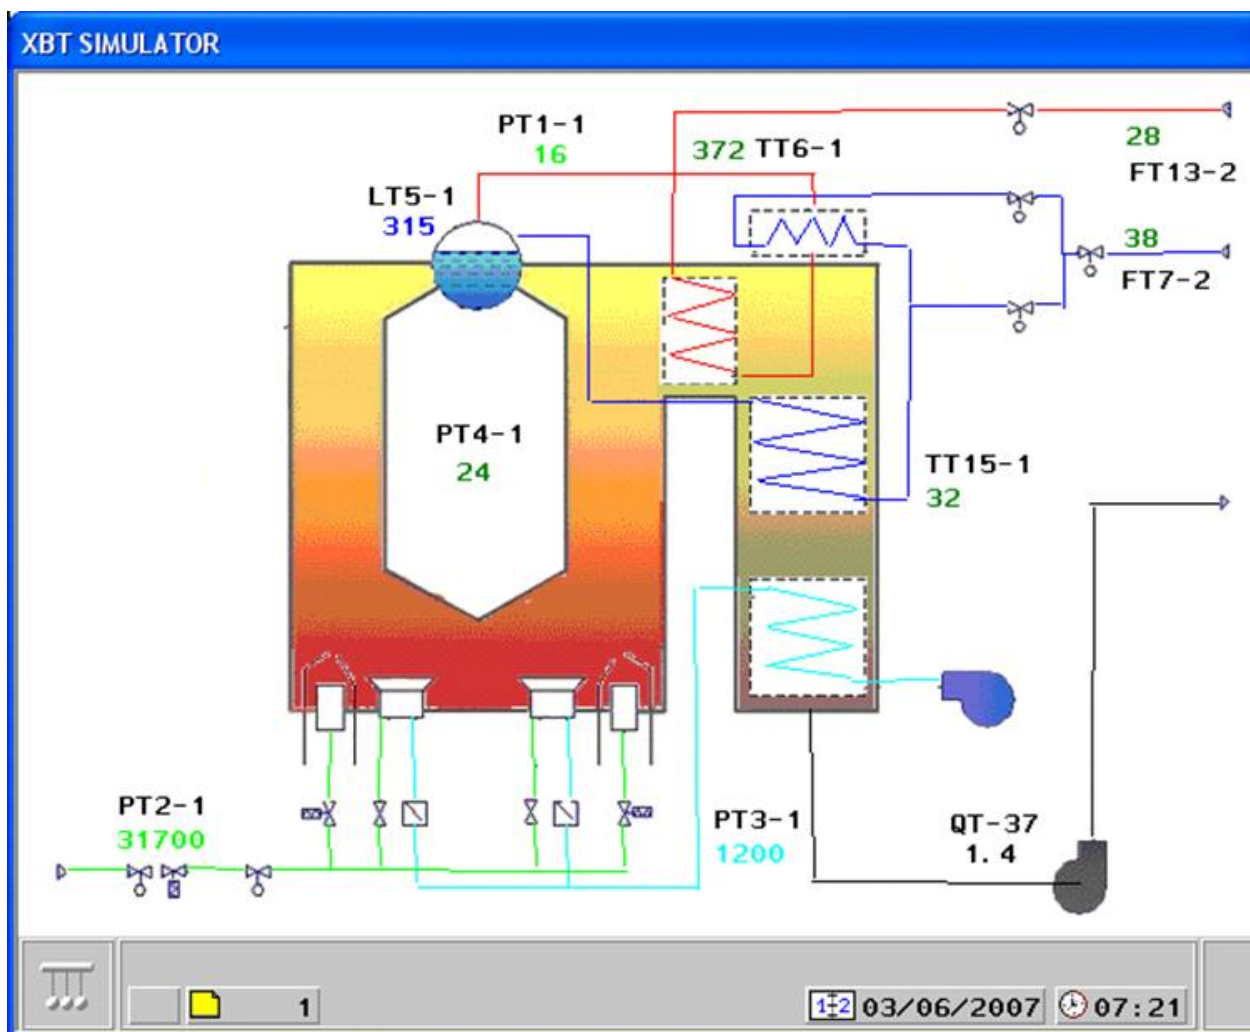 XBT SIMULATOR
PT1-1
16
372 TT6-1
28
FT13-2
LT5-1
315
38
FT7-2
PT4-1
24
TT15-1
32
PT2-1
31700
PT3-1
1200
QT-37
1.4
1
1 2 03/06/2007
07:21